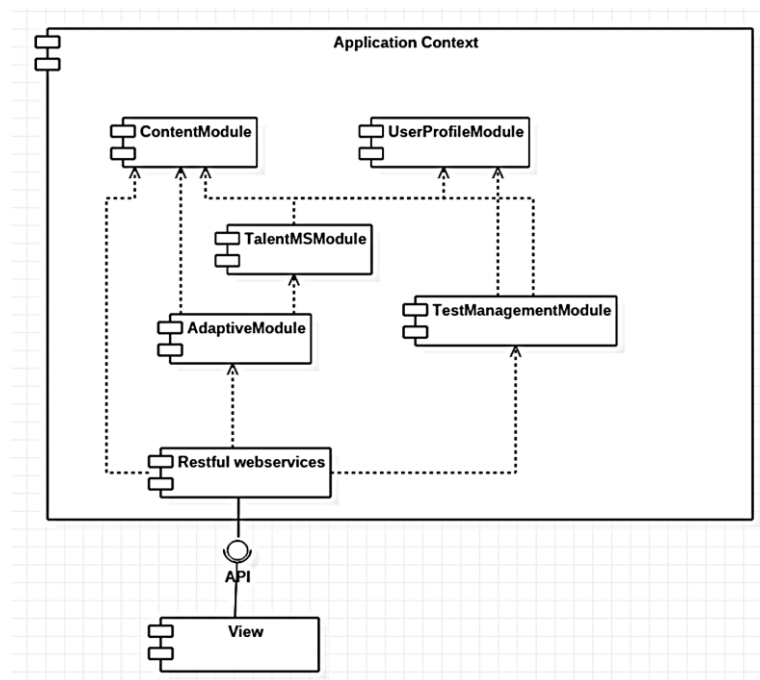 Application Context
ContentModule
UserProfileModule
TalentMSModule
TestManagementModule
AdaptiveModule
Restful webservices
API
View